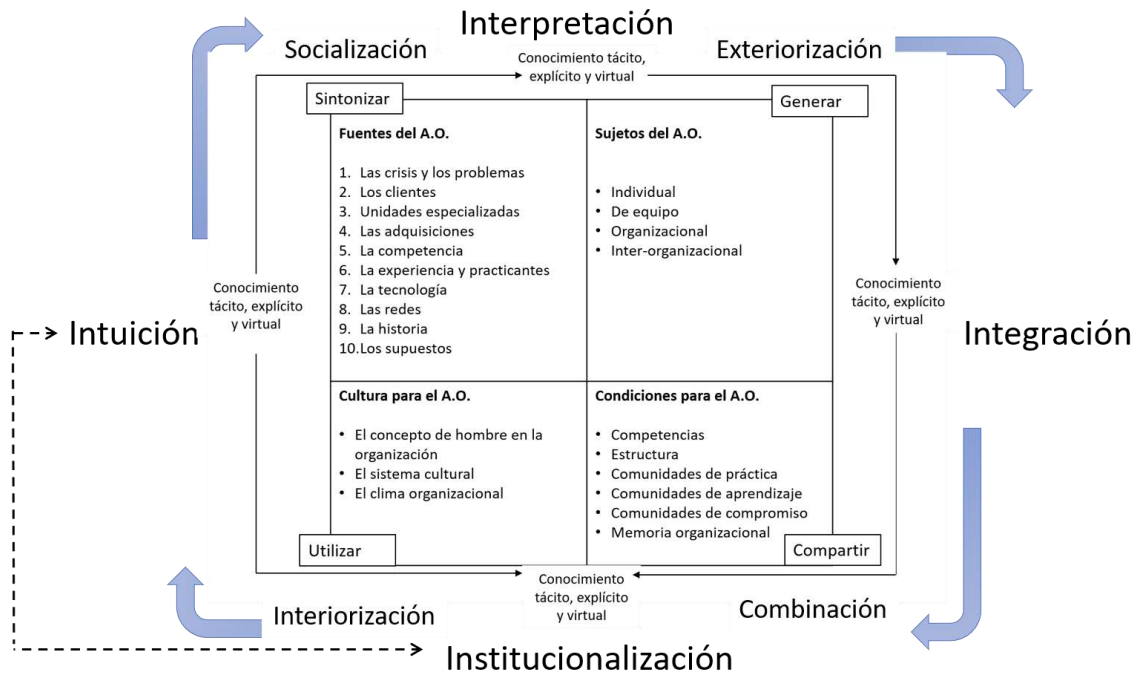 Interpretación
Socialización
Exteriorización
Conocimiento tácito,
explícito y virtual
Sintonizar
Generar
Fuentes del A.O.
1. Las crisis y los problemas
2. Los clientes
3. Unidades especializadas
4. Las adquisiciones
5. La competencia
6. La experiencia y practicantes
7. La tecnología
8. Las redes
9. La historia
10.Los supuestos
Sujetos del A.O.
• Individual
• De equipo
• Organizacional
• Inter-organizacional
Conocimiento
tácito, explícito
y virtual
Conocimiento
tácito, explícito
y virtual
Intuición
Integración
Cultura para el A.O.
• El concepto de hombre en la
organización
• El sistema cultural
• El clima organizacional
Condiciones para el A.O.
• Competencias
• Estructura
• Comunidades de práctica
• Comunidades de aprendizaje
• Comunidades de compromiso
• Memoria organizacional
Utilizar
Compartir
Conocimiento
tácito, explícito
y virtual
Interiorización
Combinación
Institucionalización